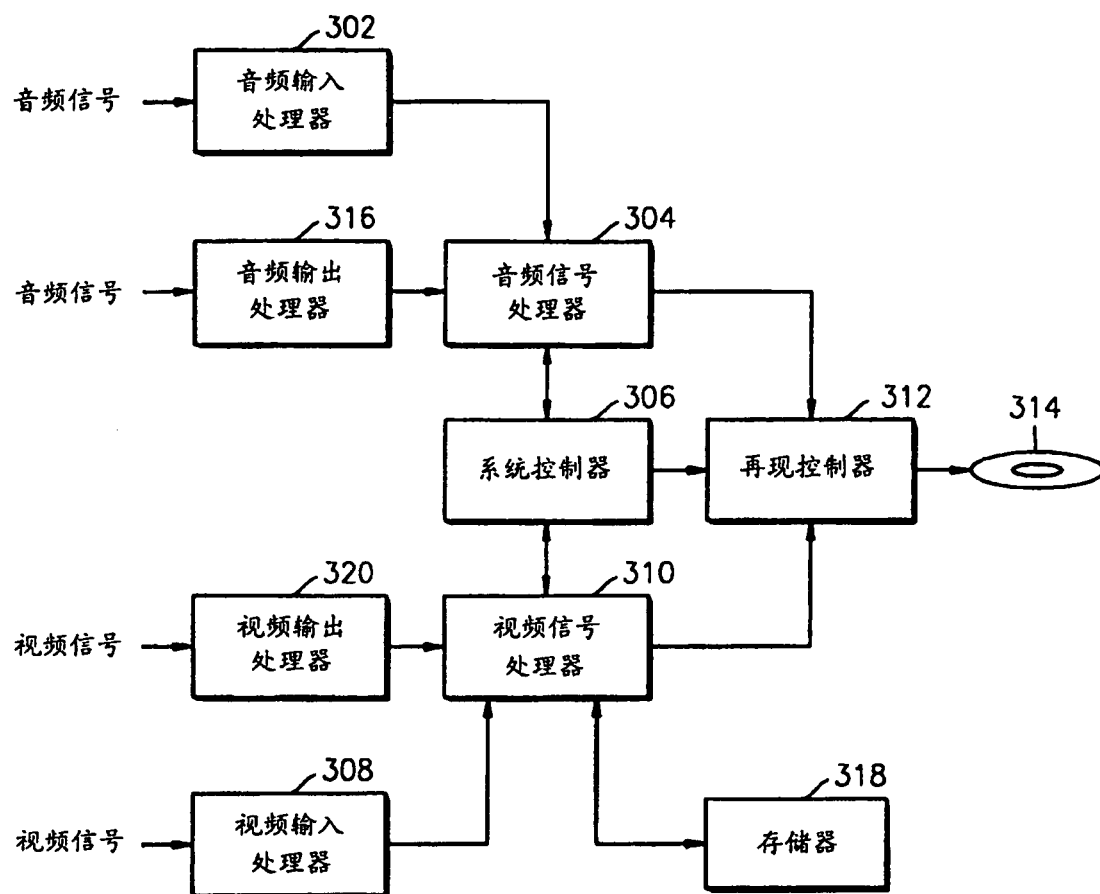 302
音频信号
音频输入
处理器
316
304
音频信号
音频输出
处理器
音频信号
处理器
306
312
314
系统控制器
再现控制器
320
310
视频信号
视频输出
处理器
视频信号
处理器
308
318
视频信号
视频输入
处理器
存储器